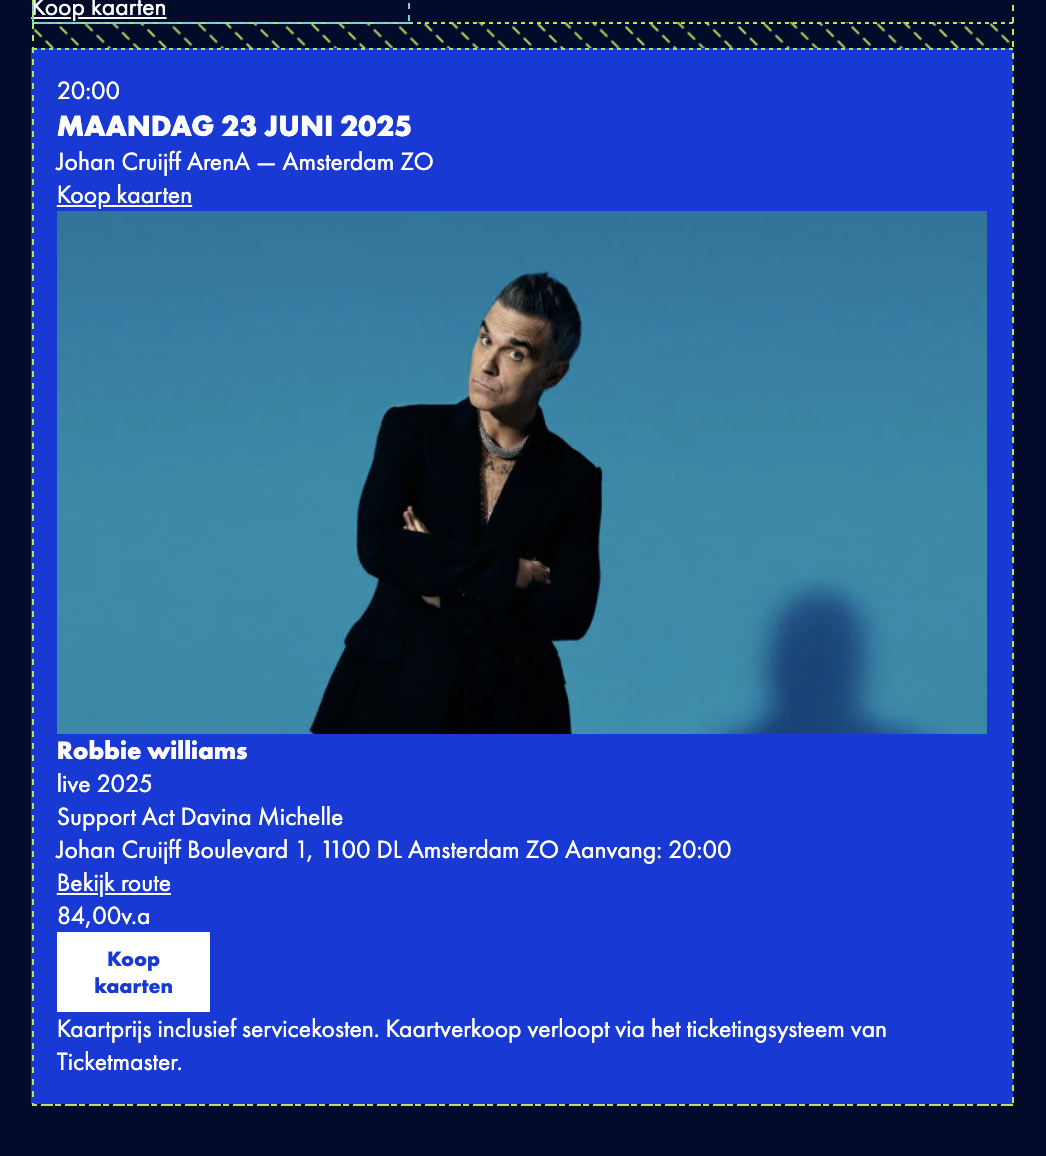 Koop kaarten
20:00
MAANDAG 23 JUNI 2025
Johan Cruijff ArenA — Amsterdam ZO
Koop kaarten
Robbie williams
live 2025
Support Act Davina Michelle
Johan Cruijff Boulevard 1, 1100 DL Amsterdam ZO Aanvang: 20:00
Bekijk route
84,00v.a
Koop
kaarten
Kaartprijs inclusief servicekosten. Kaartverkoop verloopt via het ticketingsysteem van
Ticketmaster.